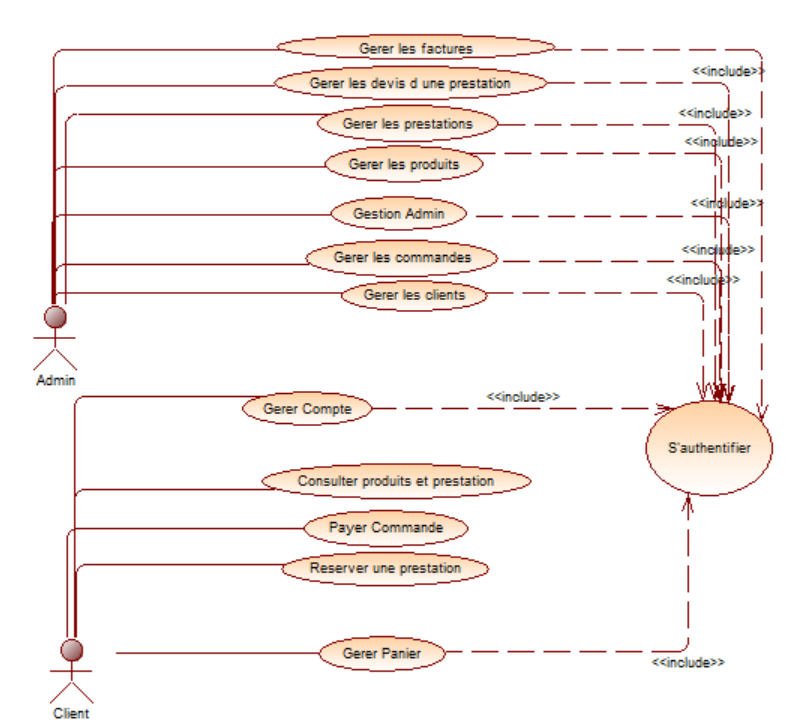 Gerer les factures
<<include>>
Gerer les devis d une prestation
<<include>>
Gerer les prestations
<<include>>
Gerer les produits
<<include>>
Gestion Admin
<<include>>
Gerer les commandes
<<include>>
Gerer les clients
Admin
Gerer Compte
<<include>>
S'authentifier
Consulter produits et prestation
Payer Commande
Reserver une prestation
Gerer Panier
<<include>>
Client